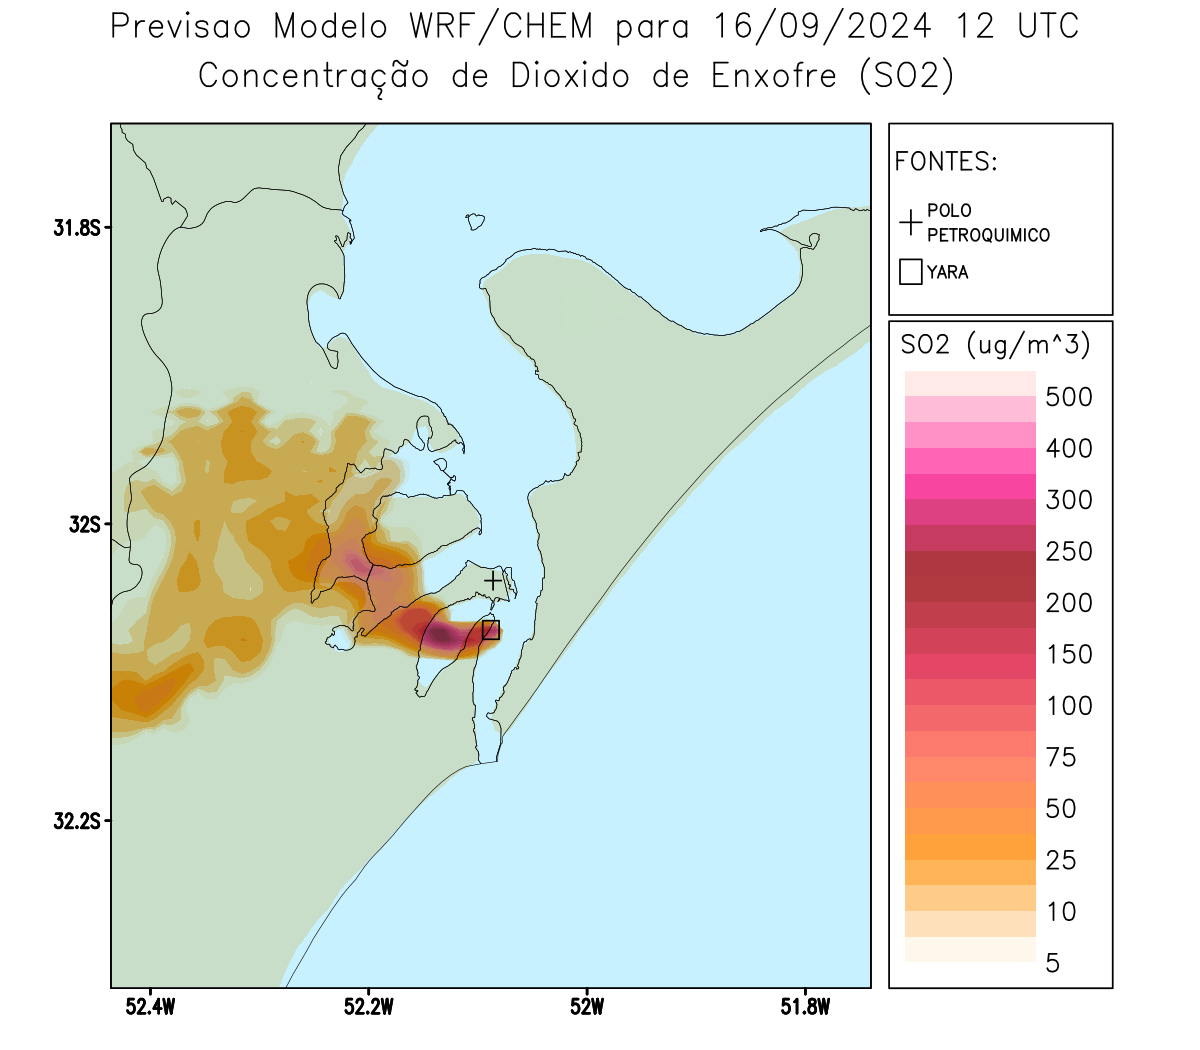 Previsao Modelo WRF/CHEM para 16/09/2024 12 UTC
Concentração de Dioxido de Enxofre (SO2)
FONTES:
POLO
PETROQUIMICO
YARA
SO2 (ug/m^3)
500
400
300
250
200
150
100
75
50
25
10
5
31.8S
32S
32.2S
52.4W
52.2W
52W
51.8W